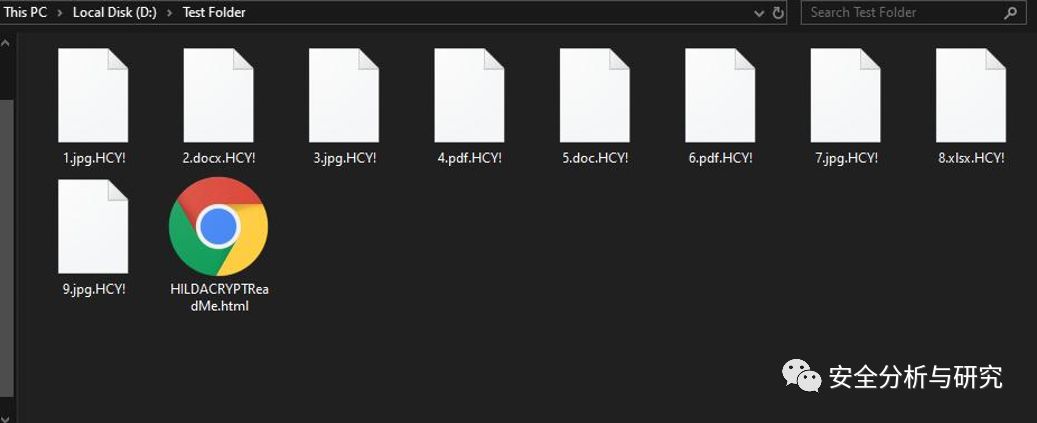 This PC > Local Disk (D:) > Test Folder
Search Test Folder
1.jpg.HCY!
2.docx.HCY!
3.jpg.HCY!
4.pdf.HCY!
5.doc.HCY!
6.pdf.HCY!
7.jpg.HCY!
8.xlsx.HCY!
9.jpg.HCY!
HILDACRYPTRea
dMe.html
安全分析与研究